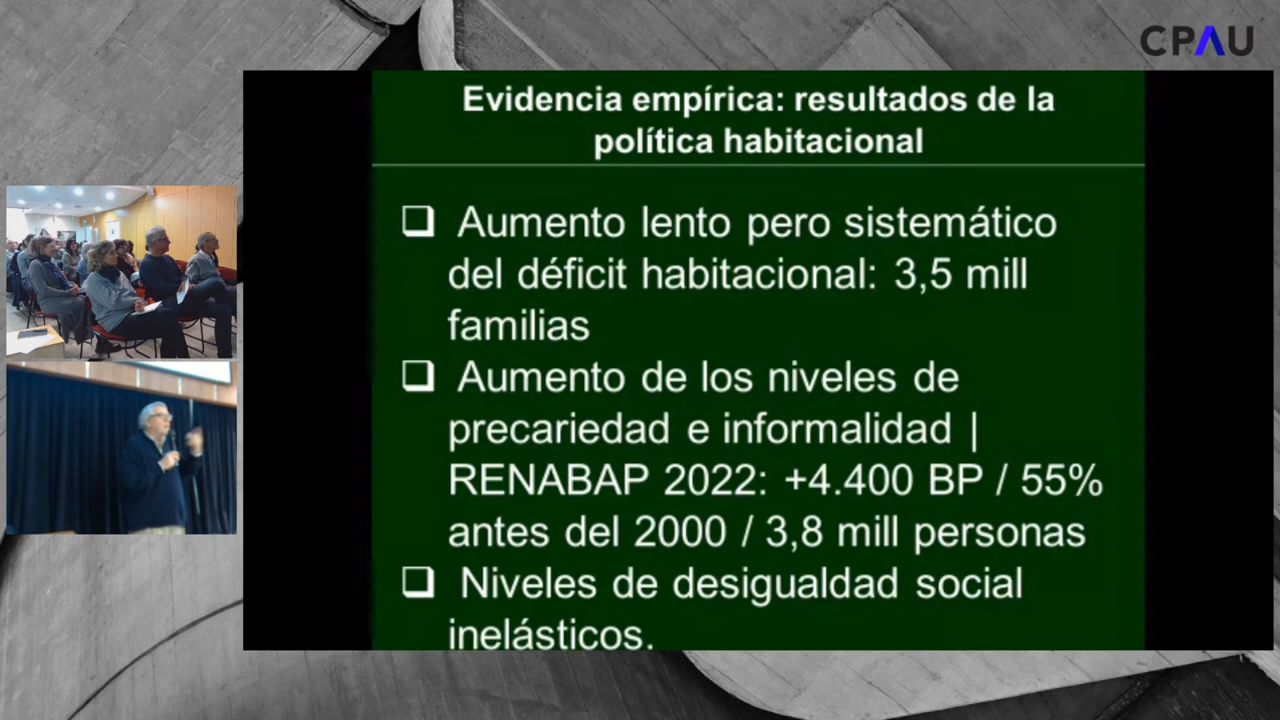 CPAU
Evidencia empírica: resultados de la
política habitacional
❑ Aumento lento pero sistemático
del déficit habitacional: 3,5 mill
familias
❑ Aumento de los niveles de
precariedad e informalidad |
RENABAP 2022: +4.400 BP / 55%
antes del 2000 / 3,8 mill personas
❑ Niveles de desigualdad social
inelásticos.